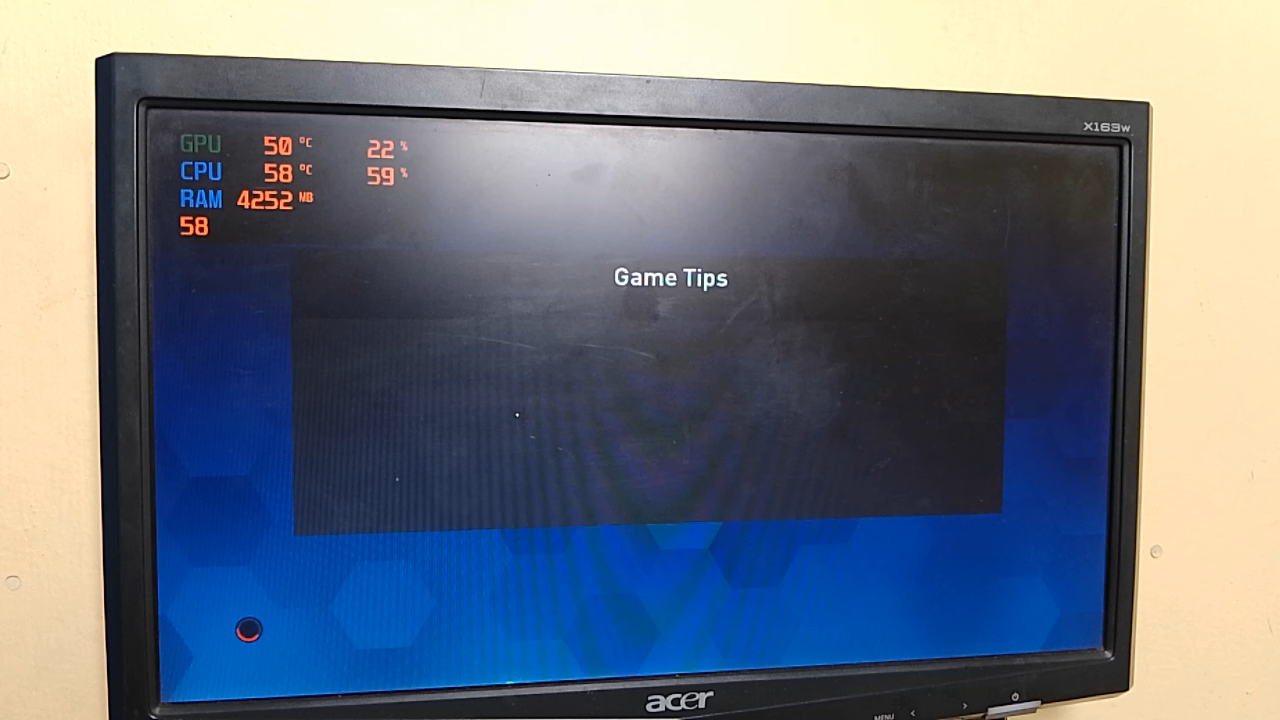 X163w
GPU 50 °C 22 %
CPU 58 °C 59 %
RAM 4252 MB
58
Game Tips
acer
MENU < >